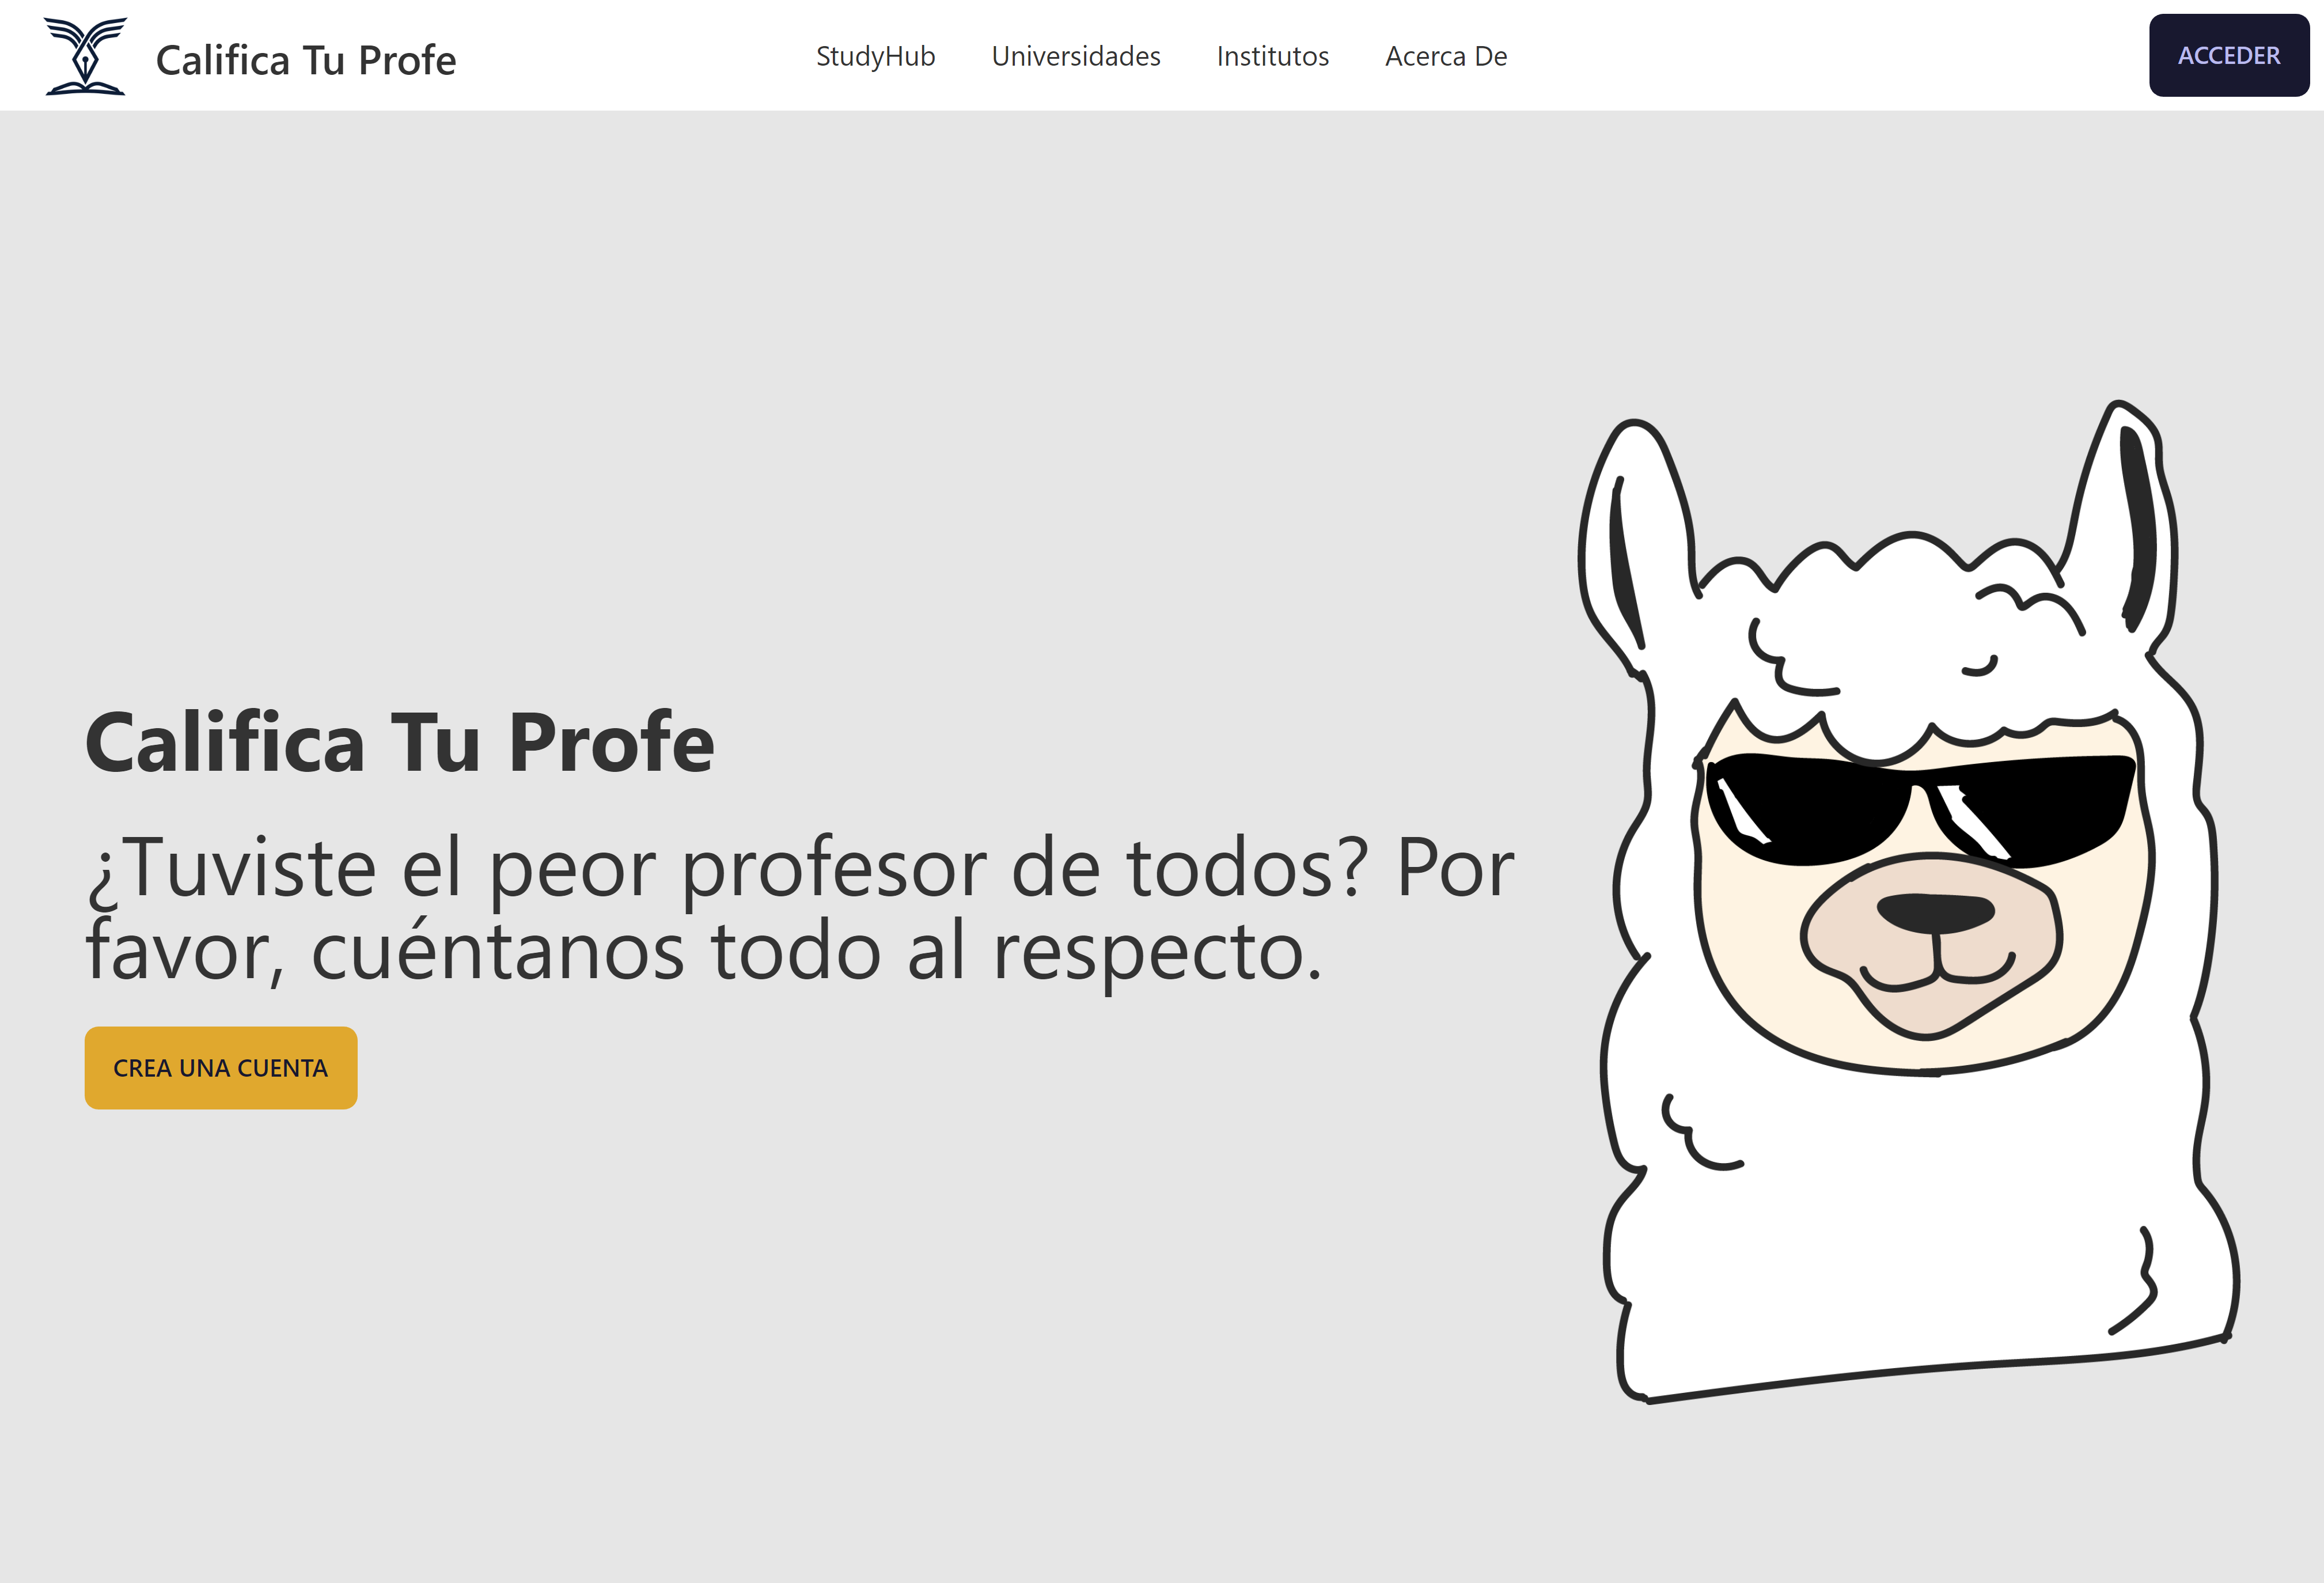 Califica Tu Profe
StudyHub
Universidades
Institutos
Acerca De
ACCEDER
Califica Tu Profe
¿Tuviste el peor profesor de todos? Por
favor, cuéntanos todo al respecto.
CREA UNA CUENTA